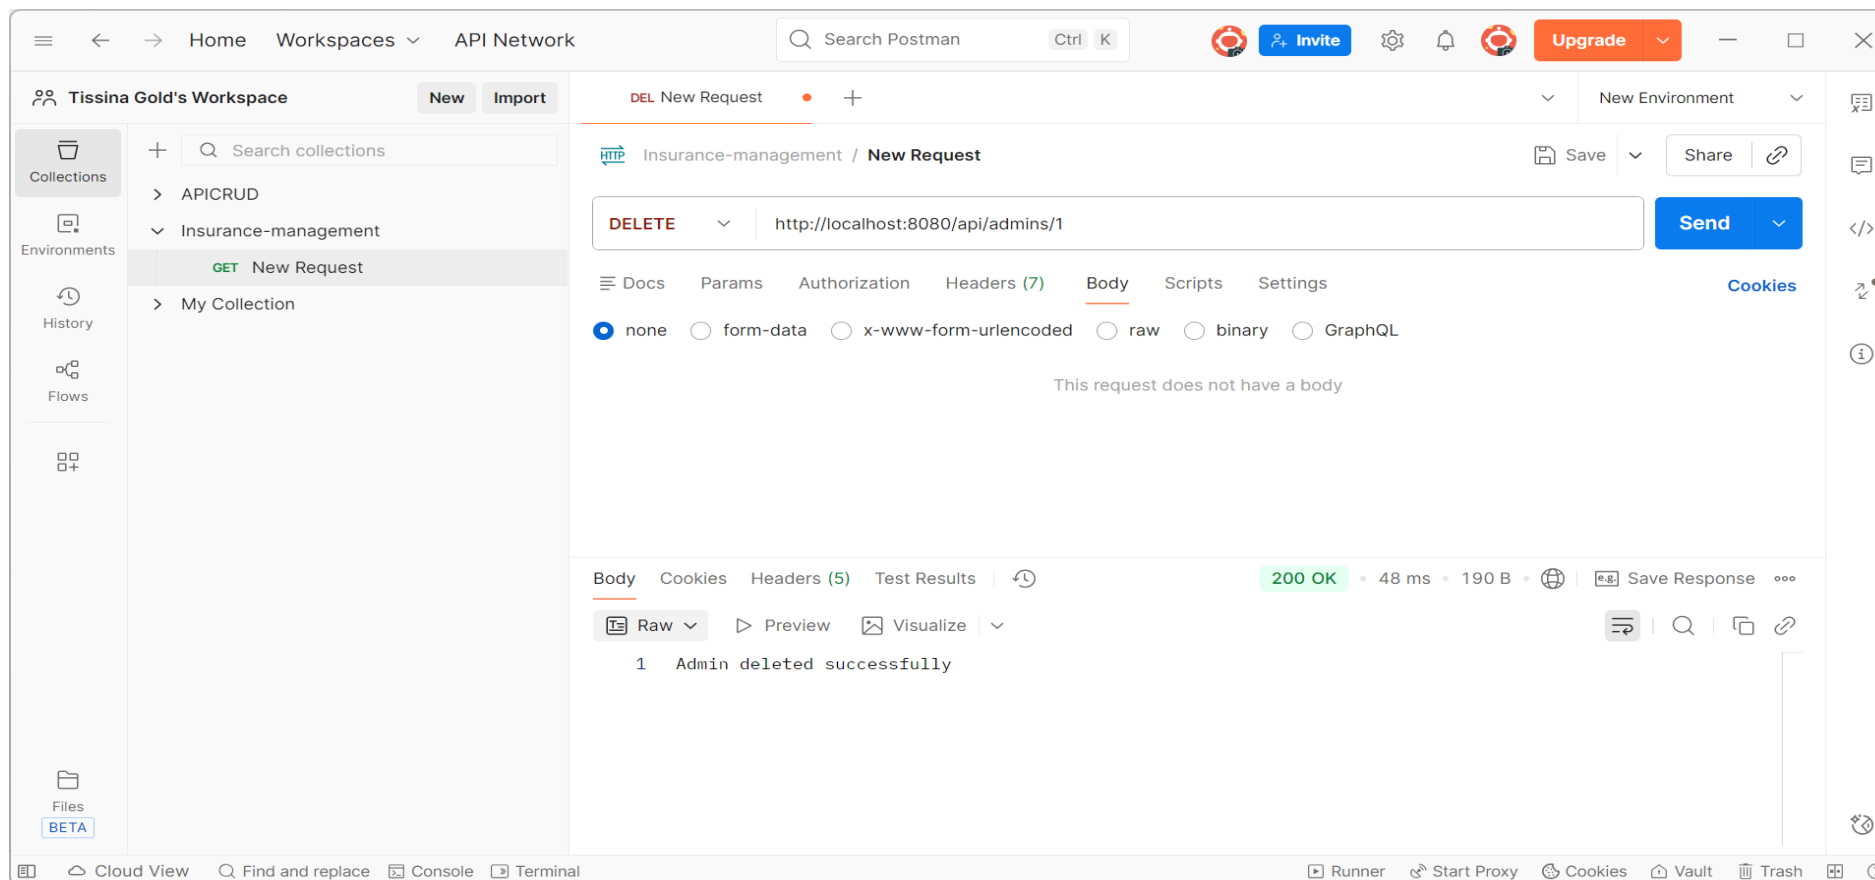 Home Workspaces API Network Search Postman Ctrl K Invite Upgrade
Tissina Gold's Workspace New Import DEL New Request New Environment
Collections
Environments
History
Flows
Files
BETA
Search collections
APICRUD
Insurance-management
GET New Request
My Collection
HTTP Insurance-management / New Request Save Share
DELETE http://localhost:8080/api/admins/1 Send
Docs Params Authorization Headers (7) Body Scripts Settings Cookies
none form-data x-www-form-urlencoded raw binary GraphQL
This request does not have a body
Body Cookies Headers (5) Test Results 200 OK 48 ms 190 B e.g. Save Response
Raw Preview Visualize
1 Admin deleted successfully
Cloud View Find and replace Console Terminal Runner Start Proxy Cookies Vault Trash